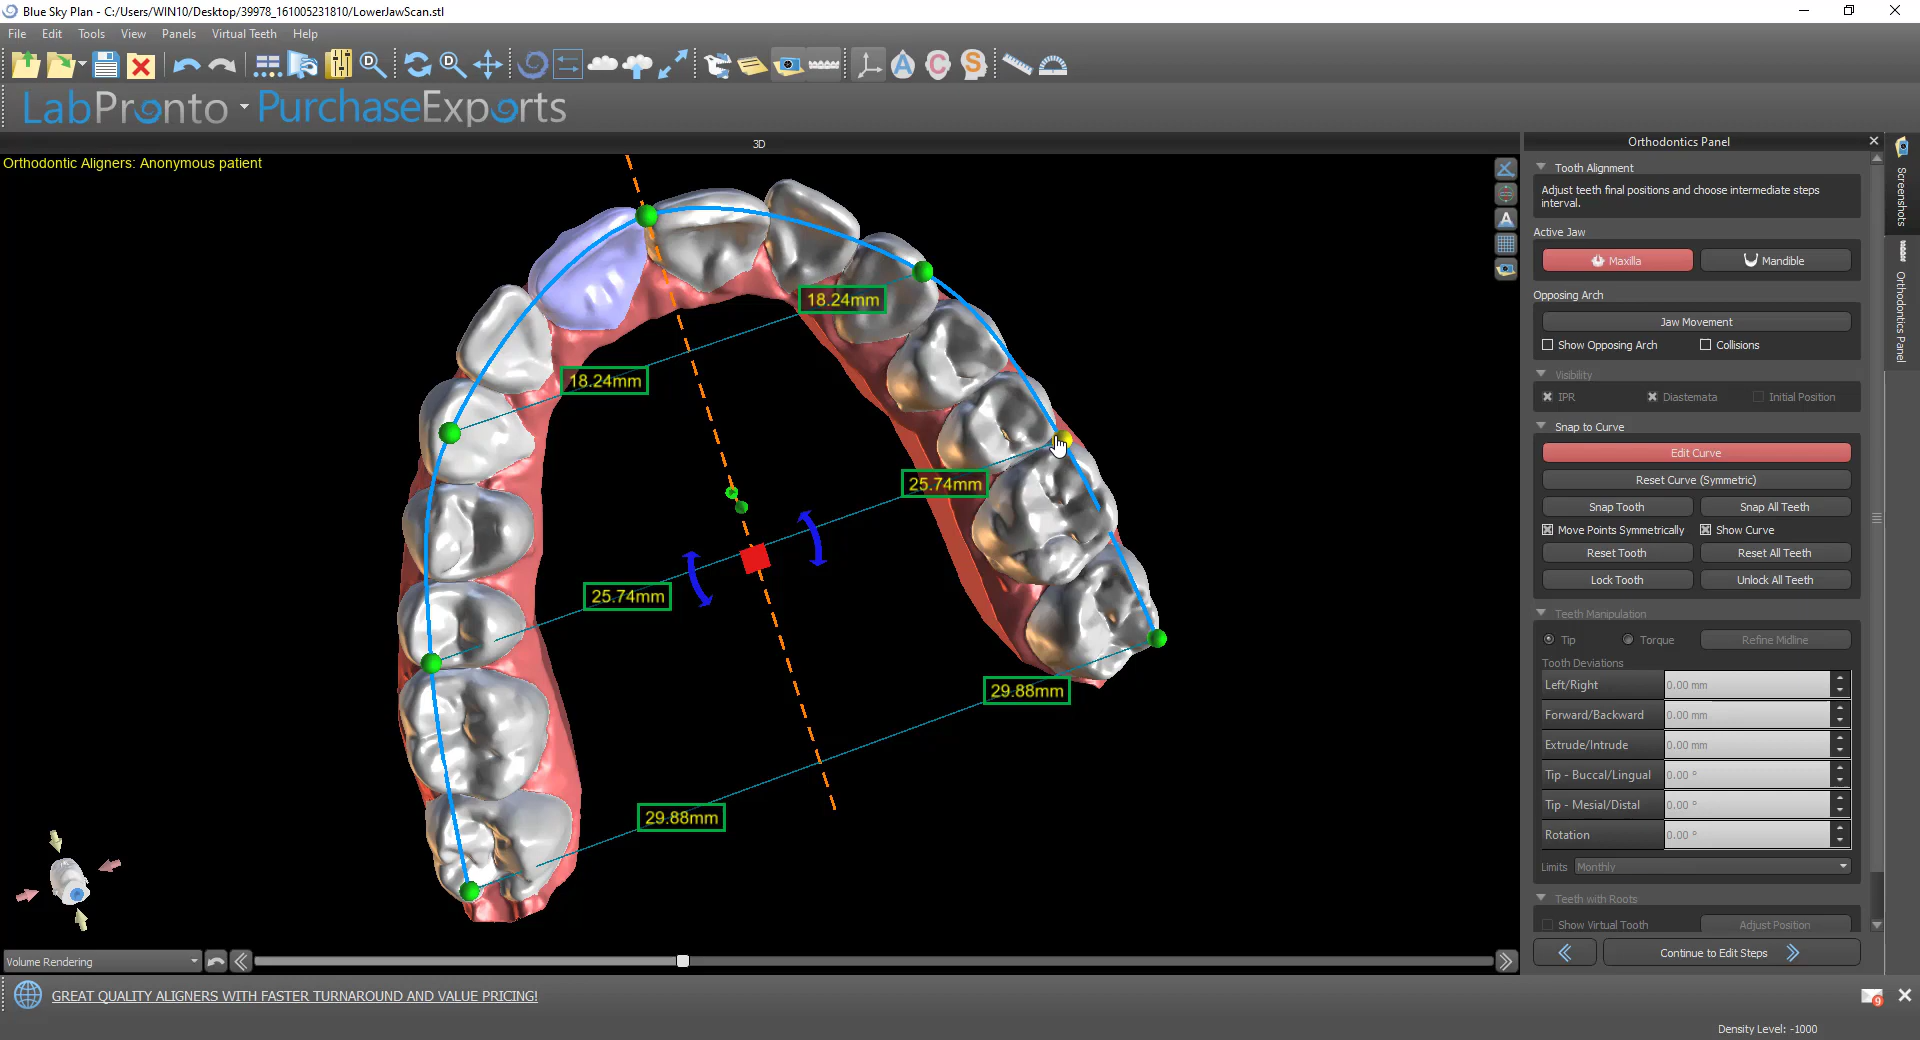 Blue Sky Plan - C:/Users/WIN10/Desktop/39978_161005231810/LowerJawScan.stl
File Edit Tools View Panels Virtual Teeth Help
LabPronto PurchaseExports
3D
Orthodontic Aligners: Anonymous patient
18.24mm
18.24mm
25.74mm
25.74mm
29.88mm
29.88mm
Volume Rendering
Orthodontics Panel
Tooth Alignment
Adjust teeth final positions and choose intermediate steps
interval.
Active Jaw
Maxilla Mandible
Opposing Arch
Jaw Movement
Show Opposing Arch Collisions
Visibility
IPR Diastemata Initial Position
Snap to Curve
Edit Curve
Reset Curve (Symmetric)
Snap Tooth Snap All Teeth
Move Points Symmetrically Show Curve
Reset Tooth Reset All Teeth
Lock Tooth Unlock All Teeth
Teeth Manipulation
Tip Torque Refine Midline
Tooth Deviations
Left/Right 0.00 mm
Forward/Backward 0.00 mm
Extrude/Intrude 0.00 mm
Tip - Buccal/Lingual 0.00 °
Tip - Mesial/Distal 0.00 °
Rotation 0.00 °
Limits Monthly
Teeth with Roots
Show Virtual Tooth Adjust Position
Continue to Edit Steps
Screenshots
Orthodontics Panel
GREAT QUALITY ALIGNERS WITH FASTER TURNAROUND AND VALUE PRICING!
9
Density Level: -1000